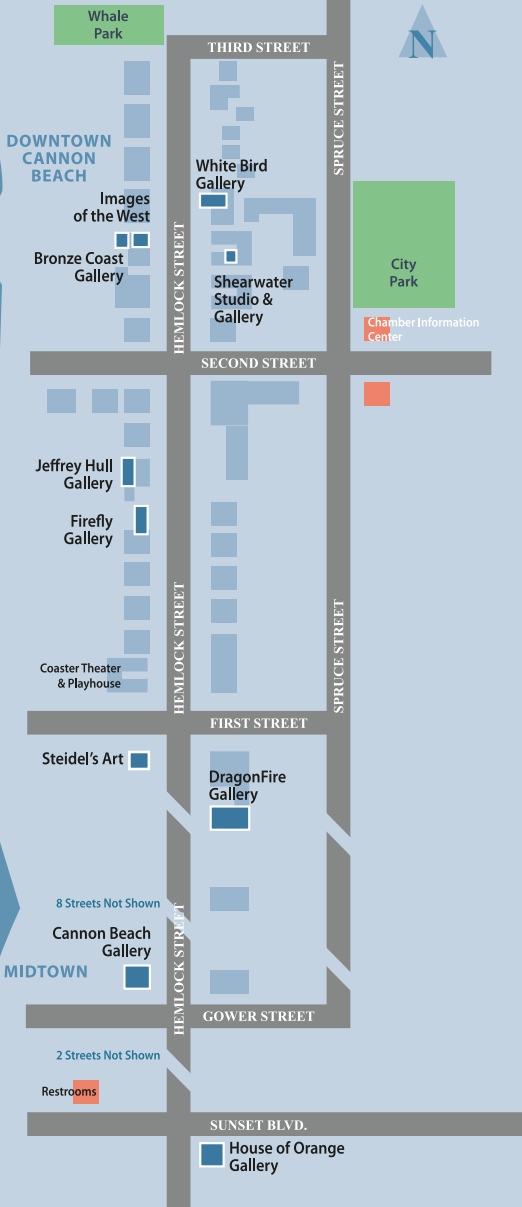 Whale
Park
THIRD STREET
N
SPRUCE STREET
DOWNTOWN
CANNON
BEACH
White Bird
Gallery
Images
of the West
HEMLOCK STREET
Bronze Coast
Gallery
City
Park
Shearwater
Studio &
Gallery
Chamber Information
Center
SECOND STREET
Jeffrey Hull
Gallery
Firefly
Gallery
HEMLOCK STREET
SPRUCE STREET
Coaster Theater
& Playhouse
FIRST STREET
Steidel's Art
DragonFire
Gallery
8 Streets Not Shown
HEMLOCK STREET
Cannon Beach
Gallery
MIDTOWN
GOWER STREET
2 Streets Not Shown
Restrooms
SUNSET BLVD.
House of Orange
Gallery